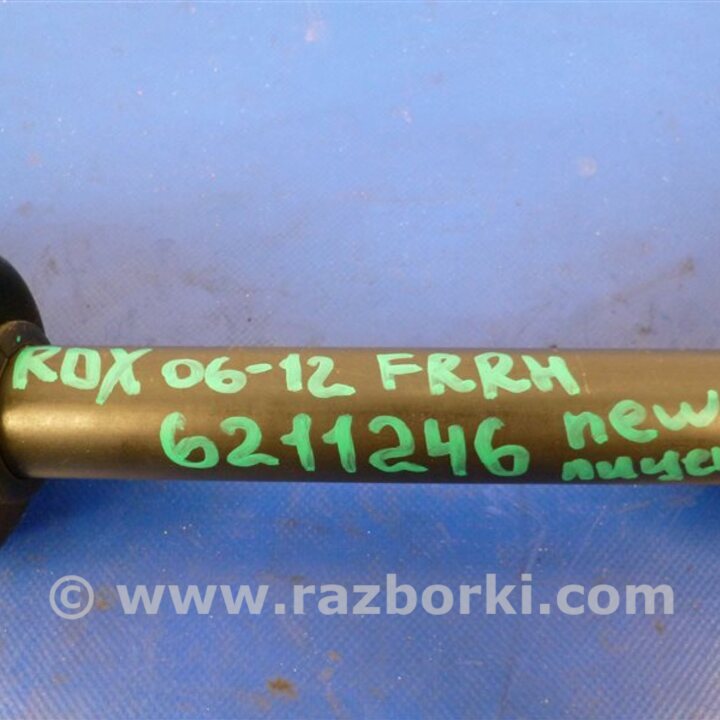 RDX 06-12 FRRH
6211246 new
© www.razborki.com